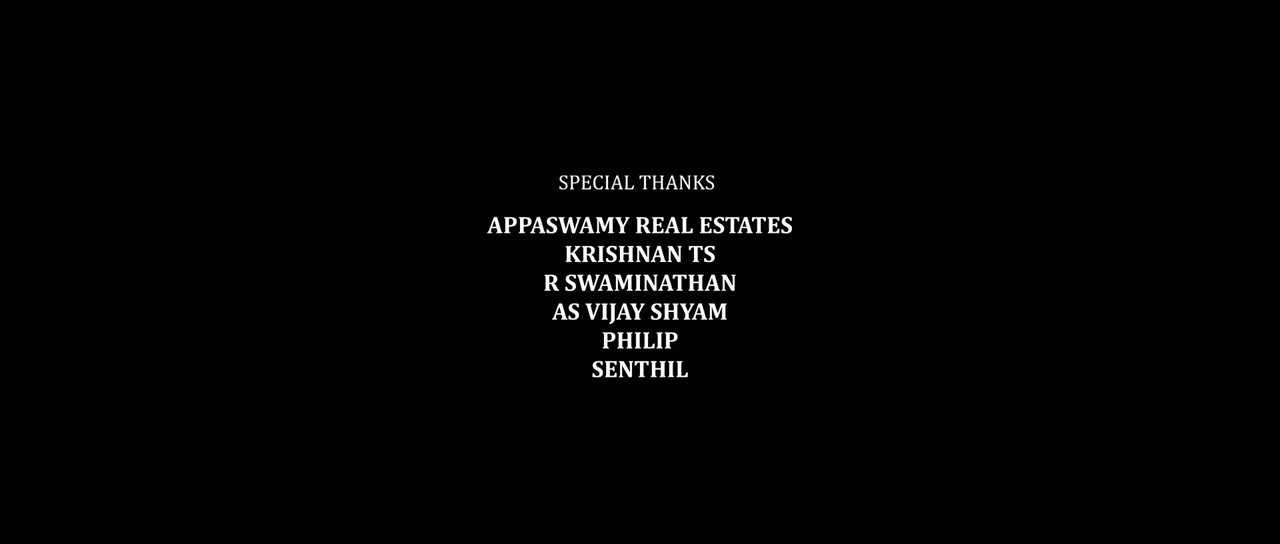 SPECIAL THANKS
APPASWAMY REAL ESTATES
KRISHNAN TS
R SWAMINATHAN
AS VIJAY SHYAM
PHILIP
SENTHIL